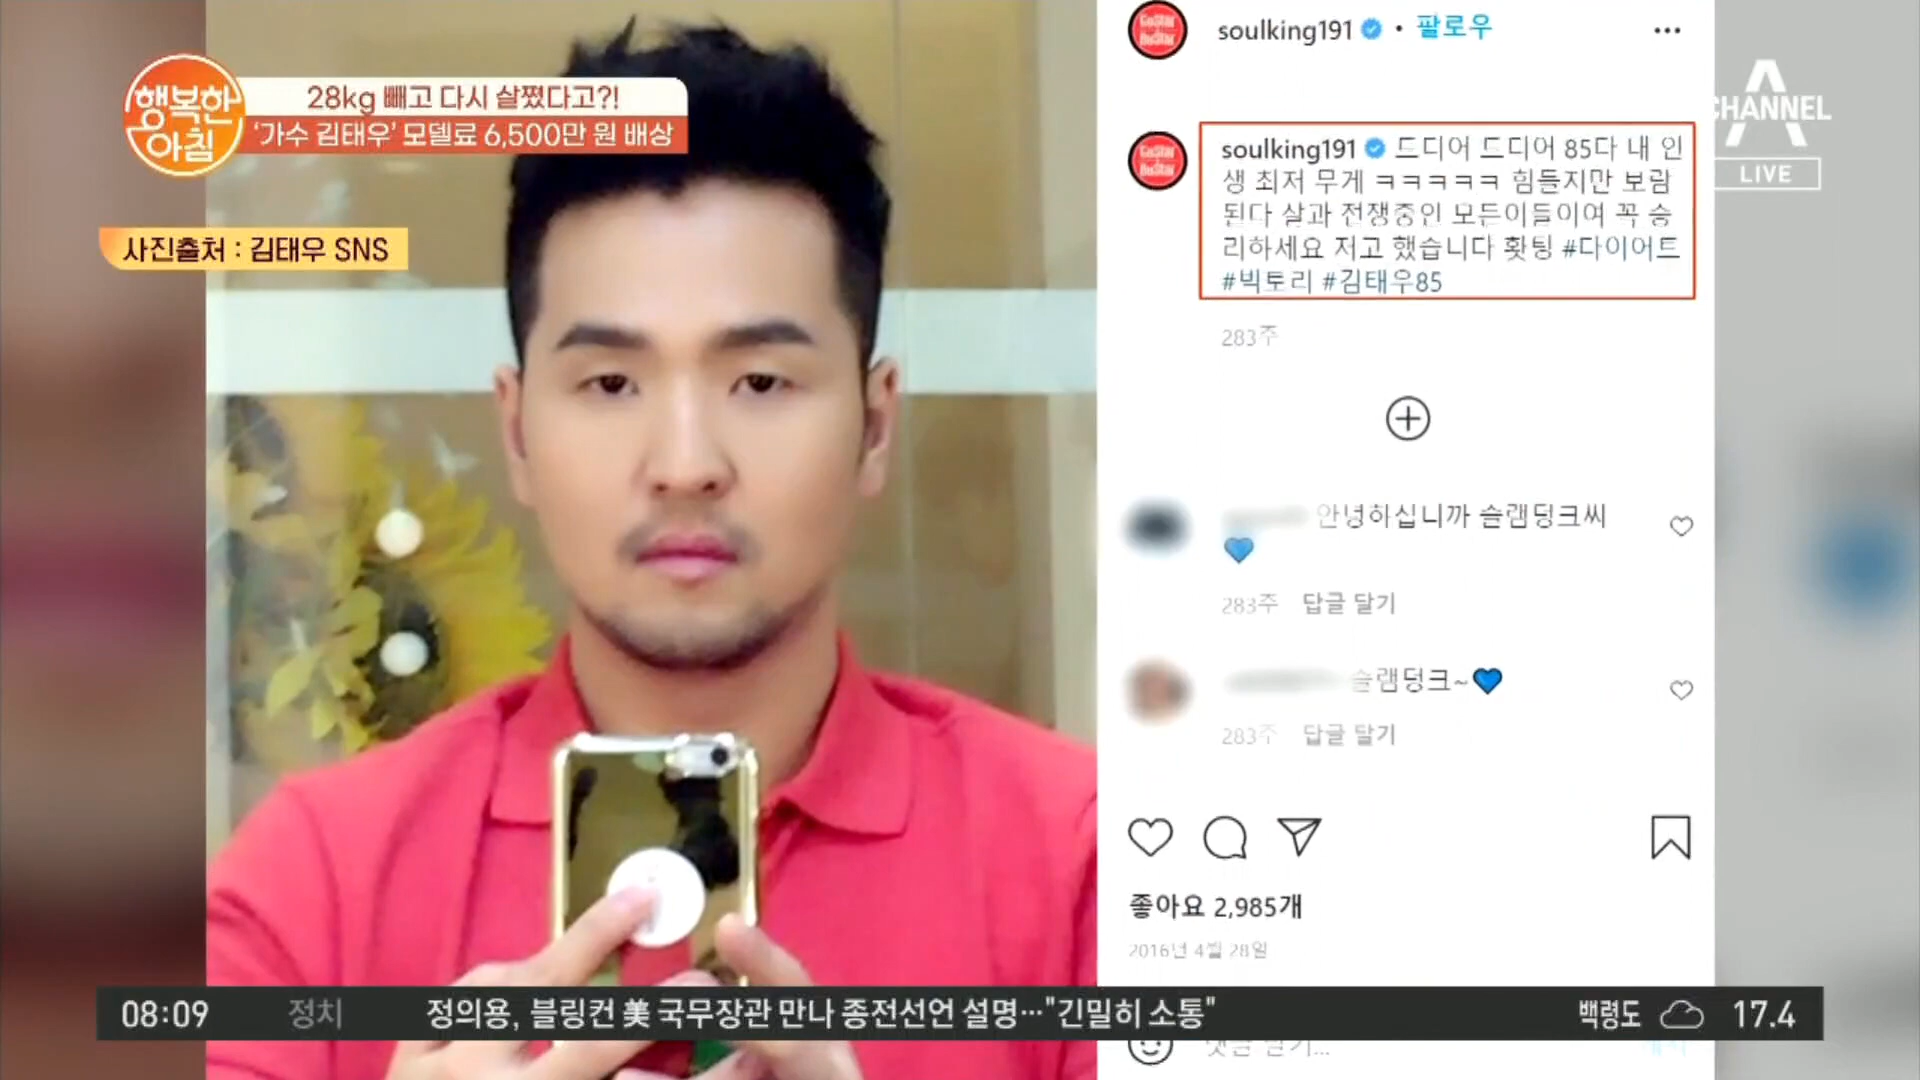 행복한
아침
28kg 빼고 다시 살쪘다고?!
'가수 김태우' 모델료 6,500만 원 배상
사진출처 : 김태우 SNS
CHANNEL
A
LIVE
soulking191 • 팔로우
soulking191 드디어 드디어 85다 내 인
생 최저 무게 ㅋㅋㅋㅋㅋ 힘들지만 보람
된다 살과 전쟁중인 모든이들이여 꼭 승
리하세요 저고 했습니다 홧팅 #다이어트
#빅토리 #김태우85
283주
안녕하십니까 슬램덩크씨
💙
283주 답글 달기
슬램덩크~💙
283주 답글 달기
좋아요 2,985개
2016년 4월 28일
댓글 달기...
08:09 정치 정의용, 블링컨 美 국무장관 만나 종전선언 설명…"긴밀히 소통" 백령도 17.4